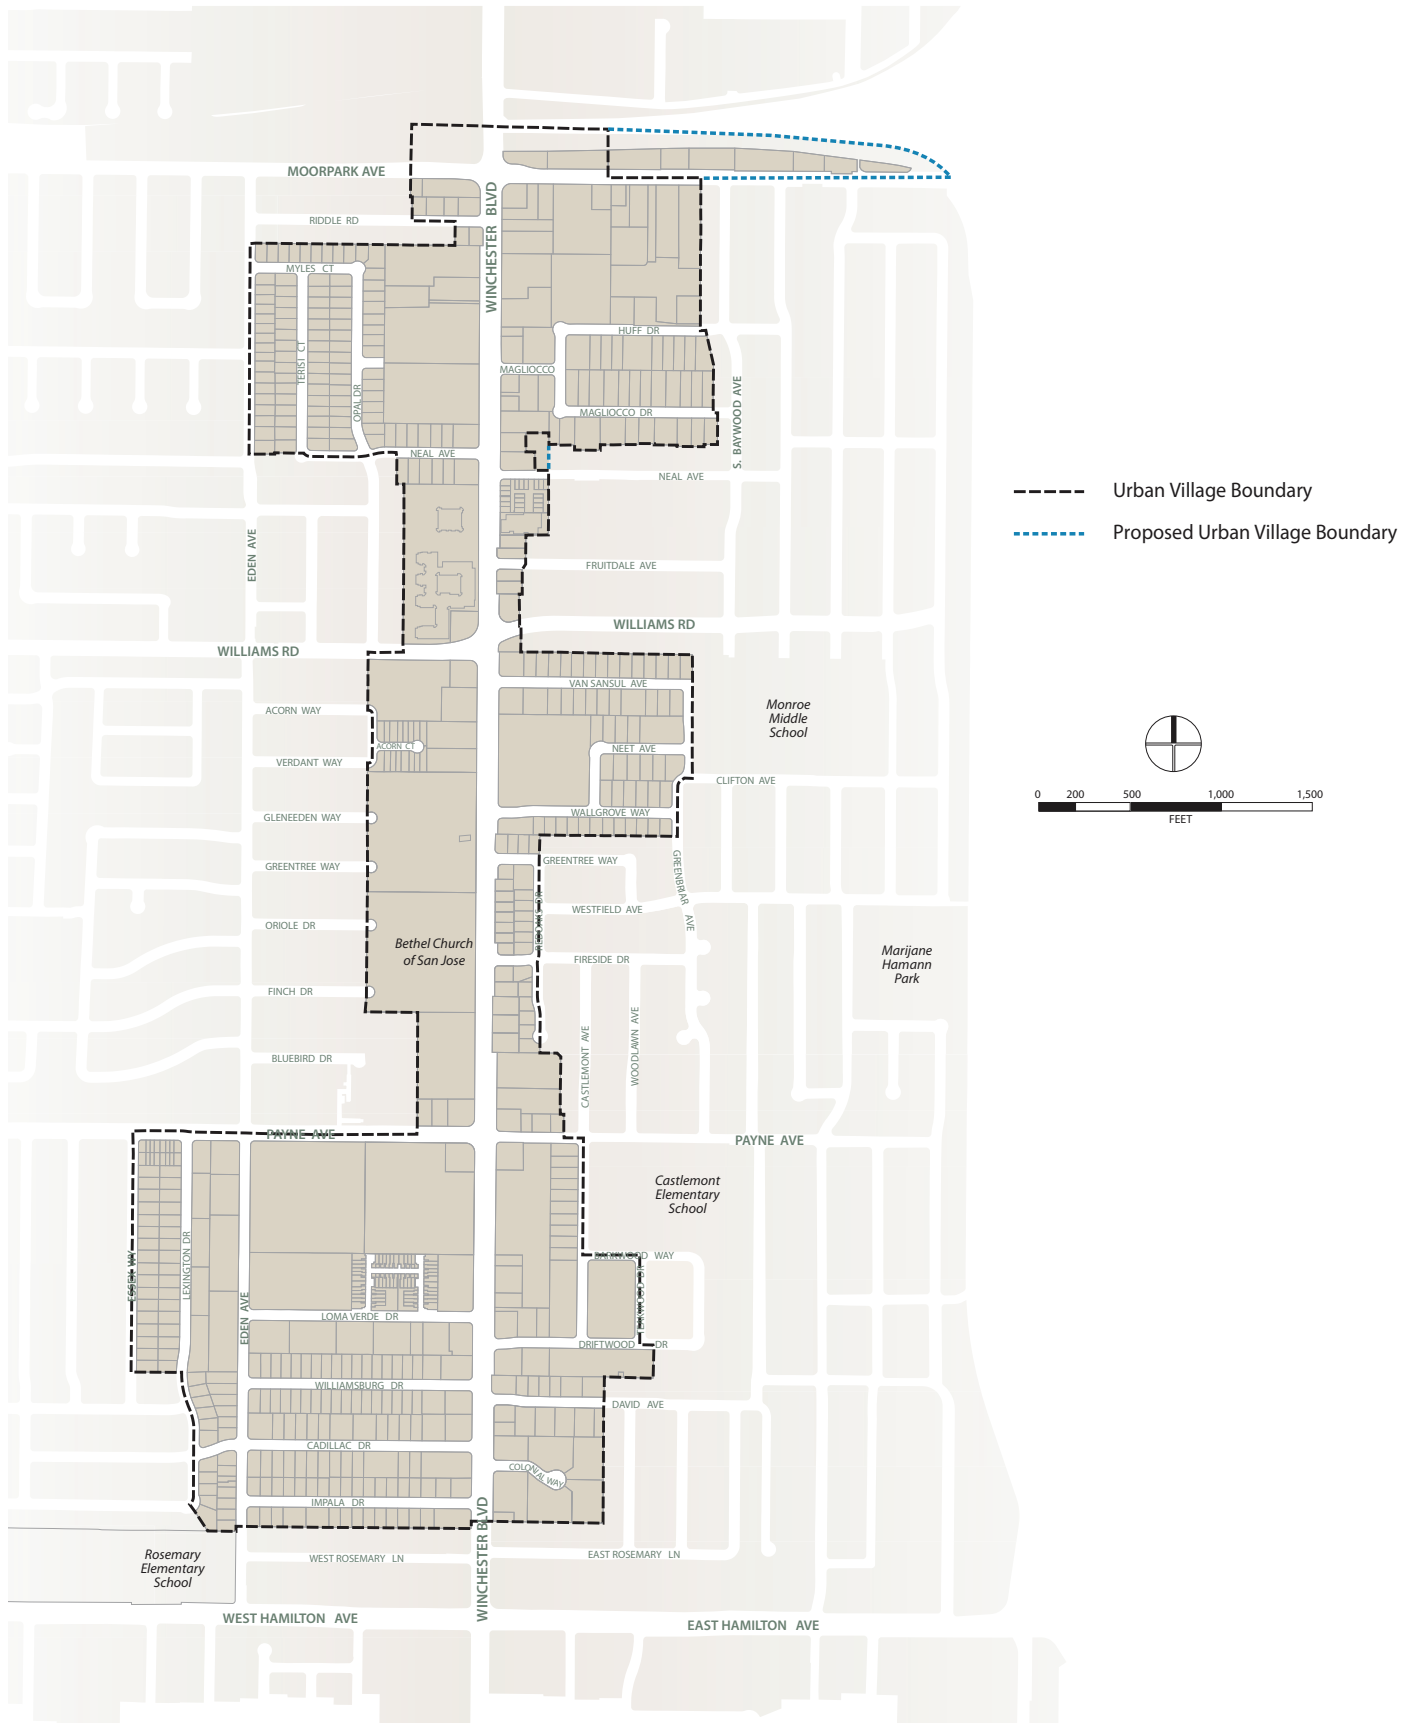 MOORPARK AVE
WINCHESTER BLVD
RIDDLE RD
MYLES CT
TERISI CT
OPAL DR
HUFF DR
MAGLIOCCO
MAGLIOCCO DR
S. BAYWOOD AVE
NEAL AVE
NEAL AVE
Urban Village Boundary
Proposed Urban Village Boundary
EDEN AVE
FRUITDALE AVE
WILLIAMS RD
WILLIAMS RD
VAN SANSUL AVE
ACORN WAY
Monroe
Middle
School
ACORN CT
NEET AVE
VERDANT WAY
CLIFTON AVE
0 200 500 1,000 1,500
FEET
GLENEEDEN WAY
WALLGROVE WAY
GREENTREE WAY
GREENTREE WAY
GREENBRIAR AVE
REDOAKS DR
WESTFIELD AVE
ORIOLE DR
Bethel Church
of San Jose
FIRESIDE DR
Marijane
Hamann
Park
FINCH DR
CASTLEMONT AVE
WOODLAWN AVE
BLUEBIRD DR
PAYNE AVE
PAYNE AVE
Castlemont
Elementary
School
ESSEX WY
LEXINGTON DR
EDEN AVE
DARKWOOD WAY
DRIFTWOOD DR
LOMA VERDE DR
WILLIAMSBURG DR
DAVID AVE
CADILLAC DR
COLONIAL WAY
IMPALA DR
WINCHESTER BLVD
Rosemary
Elementary
School
WEST ROSEMARY LN
EAST ROSEMARY LN
WEST HAMILTON AVE
EAST HAMILTON AVE